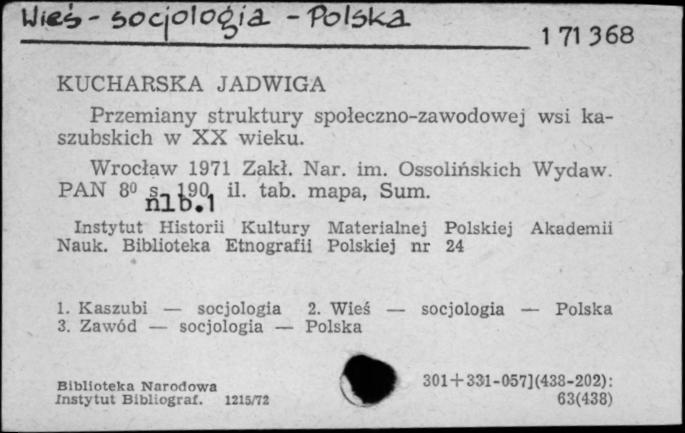 Wieś - socjologia - Polska
171368
KUCHARSKA JADWIGA
Przemiany struktury społeczno-zawodowej wsi ka-
szubskich w XX wieku.
Wrocław 1971 Zakł. Nar. im. Ossolińskich Wydaw.
PAN 8⁰ s. 190, il. tab. mapa, Sum.
nlb.1
Instytut Historii Kultury Materialnej Polskiej Akademii
Nauk. Biblioteka Etnografii Polskiej nr 24
1. Kaszubi — socjologia 2. Wieś — socjologia — Polska
3. Zawód — socjologia — Polska
Biblioteka Narodowa
Instytut Bibliograf. 1215/72
301+331-057](438-202):
63(438)